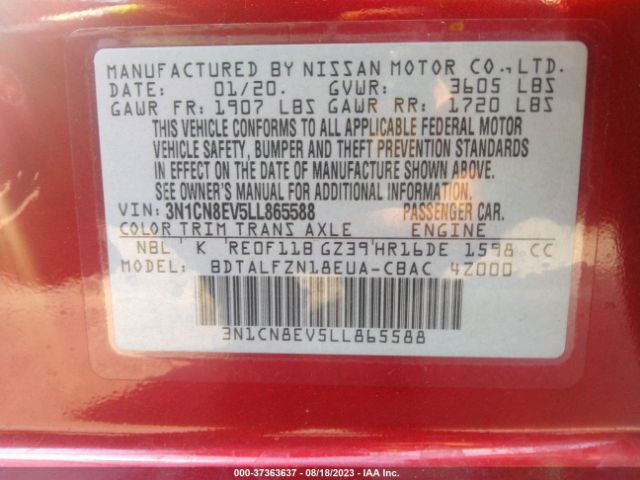 MANUFACTURED BY NISSAN MOTOR CO., LTD.
DATE: 01/20. GVWR: 3605 LBS
GAWR FR: 1907 LBS GAWR RR: 1720 LBS
THIS VEHICLE CONFORMS TO ALL APPLICABLE FEDERAL MOTOR
VEHICLE SAFETY, BUMPER AND THEFT PREVENTION STANDARDS
IN EFFECT ON THE DATE OF MANUFACTURE SHOWN ABOVE.
SEE OWNER'S MANUAL FOR ADDITIONAL INFORMATION.
VIN: 3N1CN8EV5LL865588 PASSENGER CAR.
COLOR TRIM TRANS AXLE ENGINE
NBL K RE0F11B GZ39 HR16DE 1598 CC
MODEL: BDTALFZN18EUA-CBAC 4Z000
3N1CN8EV5LL865588
000-37363637 - 08/18/2023 - IAA Inc.